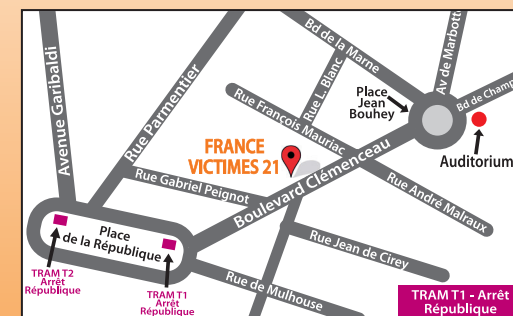 Bd de la Marne
Av de Marbotte
Avenue Garibaldi
Rue Parmentier
Rue L. Blanc
Place
Jean
Bouhey
Bd de Champ
Rue François Mauriac
FRANCE
VICTIMES 21
Auditorium
Rue Gabriel Peignot
Boulevard Clémenceau
Rue André Malraux
Place
de la République
Rue Jean de Cirey
TRAM T2
Arrêt
République
TRAM T1
Arrêt
République
Rue de Mulhouse
TRAM T1 - Arrêt
République